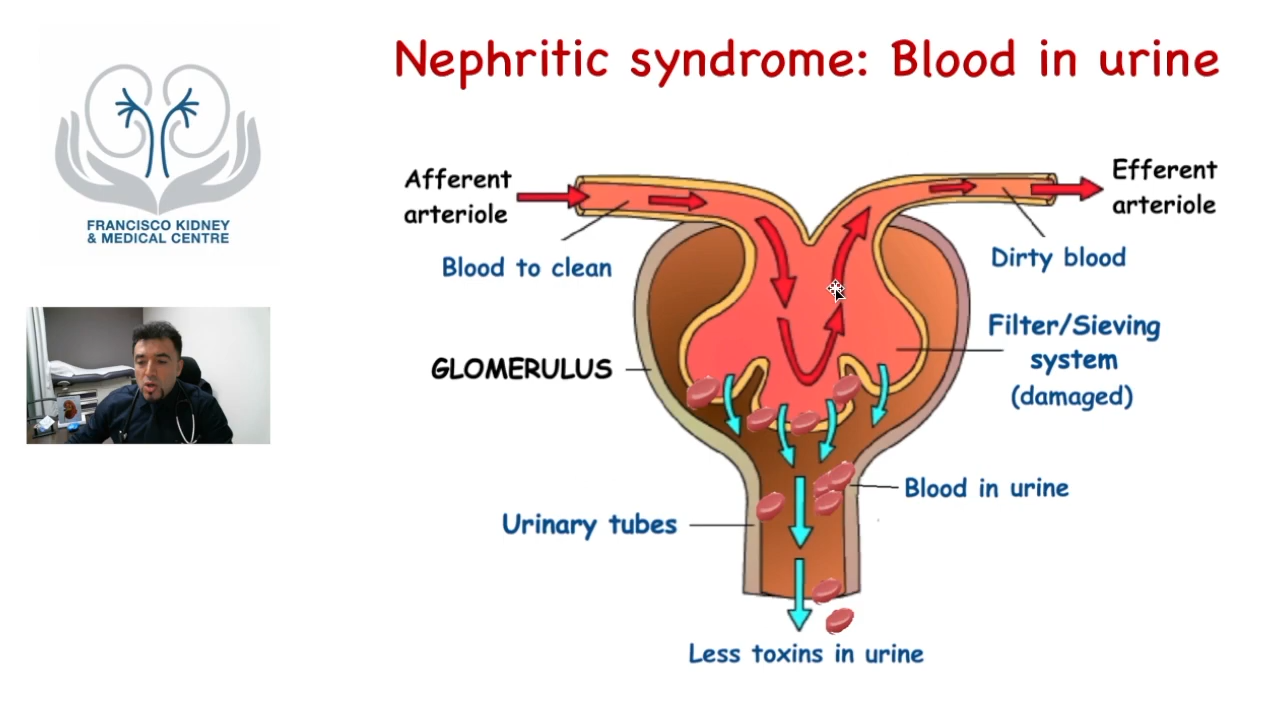 Nephritic syndrome: Blood in urine
FRANCISCO KIDNEY
& MEDICAL CENTRE
Afferent
arteriole
Efferent
arteriole
Blood to clean
Dirty blood
Filter/Sieving
system
(damaged)
GLOMERULUS
Blood in urine
Urinary tubes
Less toxins in urine